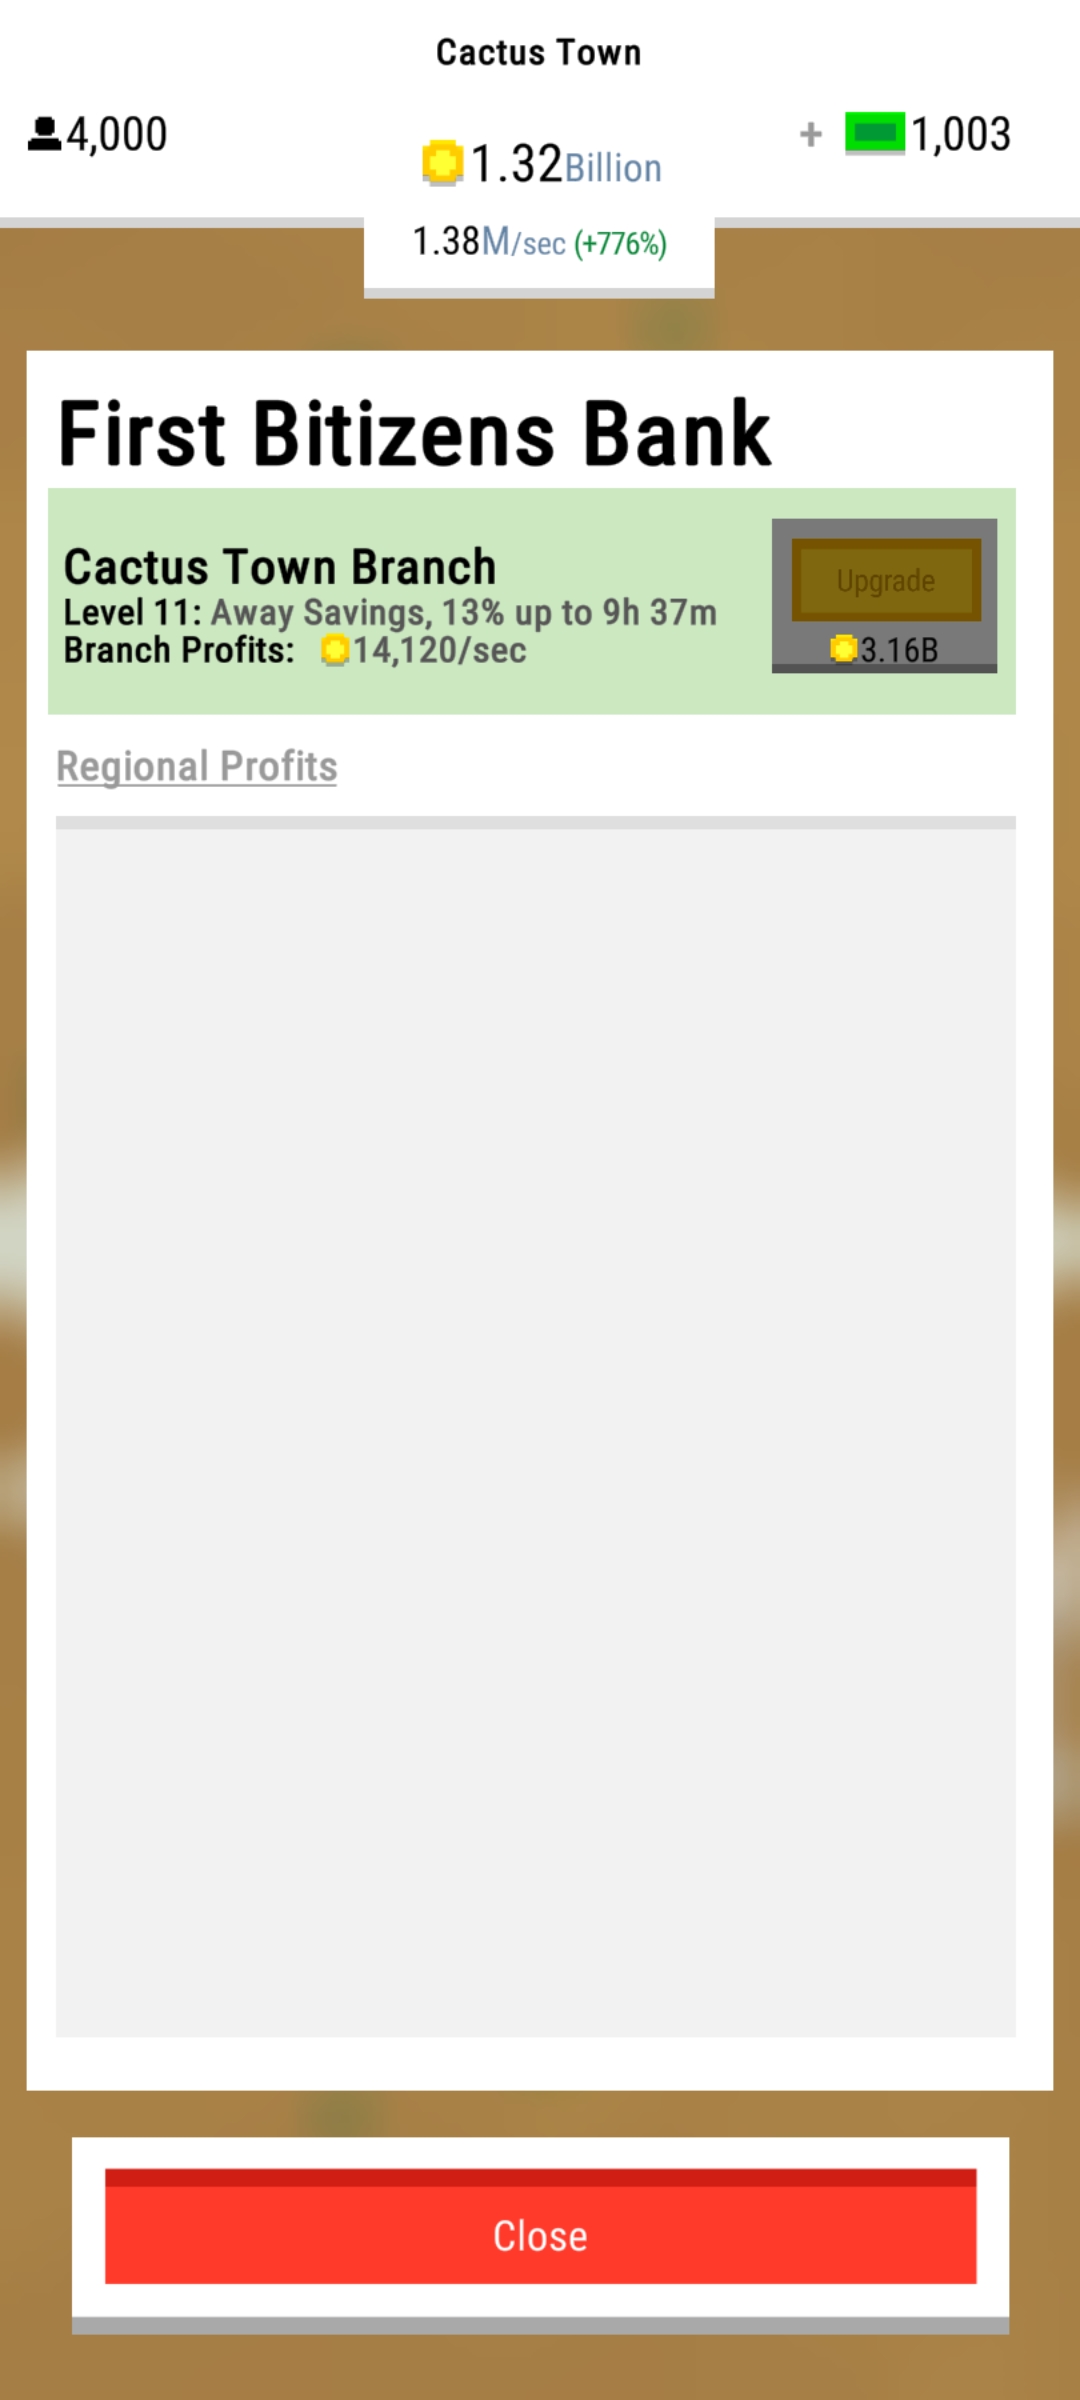 Cactus Town
4,000
1.32Billion
+ 1,003
1.38M/sec (+776%)
First Bitizens Bank
Cactus Town Branch
Level 11: Away Savings, 13% up to 9h 37m
Branch Profits: 14,120/sec
Upgrade
3.16B
Regional Profits
Close